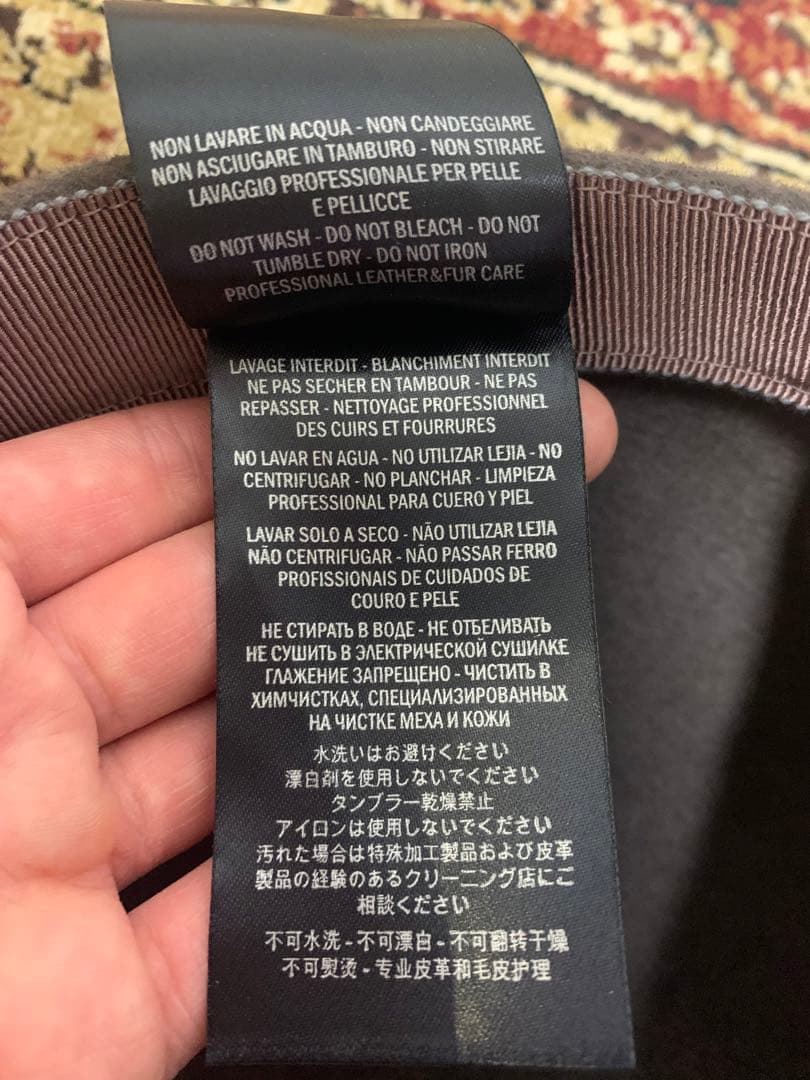 NON LAVARE IN ACQUA - NON CANDEGGIARE
NON ASCIUGARE IN TAMBURO - NON STIRARE
LAVAGGIO PROFESSIONALE PER PELLE
E PELLICCE
DO NOT WASH - DO NOT BLEACH - DO NOT
TUMBLE DRY - DO NOT IRON
PROFESSIONAL LEATHER&FUR CARE
LAVAGE INTERDIT - BLANCHIMENT INTERDIT
NE PAS SECHER EN TAMBOUR - NE PAS
REPASSER - NETTOYAGE PROFESSIONNEL
DES CUIRS ET FOURRURES
NO LAVAR EN AGUA - NO UTILIZAR LEJIA - NO
CENTRIFUGAR - NO PLANCHAR - LIMPIEZA
PROFESSIONAL PARA CUERO Y PIEL
LAVAR SOLO A SECO - NÃO UTILIZAR LEJIA
NÃO CENTRIFUGAR - NÃO PASSAR FERRO
PROFISSIONAIS DE CUIDADOS DE
COURO E PELE
НЕ СТИРАТЬ В ВОДЕ - НЕ ОТБЕЛИВАТЬ
НЕ СУШИТЬ В ЭЛЕКТРИЧЕСКОЙ СУШИЛКЕ
ГЛАЖЕНИЕ ЗАПРЕЩЕНО - ЧИСТИТЬ В
ХИМЧИСТКАХ, СПЕЦИАЛИЗИРОВАННЫХ
НА ЧИСТКЕ МЕХА И КОЖИ
水洗いはお避けください
漂白剤を使用しないでください
タンブラー乾燥禁止
アイロンは使用しないでください
汚れた場合は特殊加工製品および皮革
製品の経験のあるクリーニング店にご
相談ください
不可水洗 - 不可漂白 - 不可翻转干燥
不可熨烫 - 专业皮革和毛皮护理